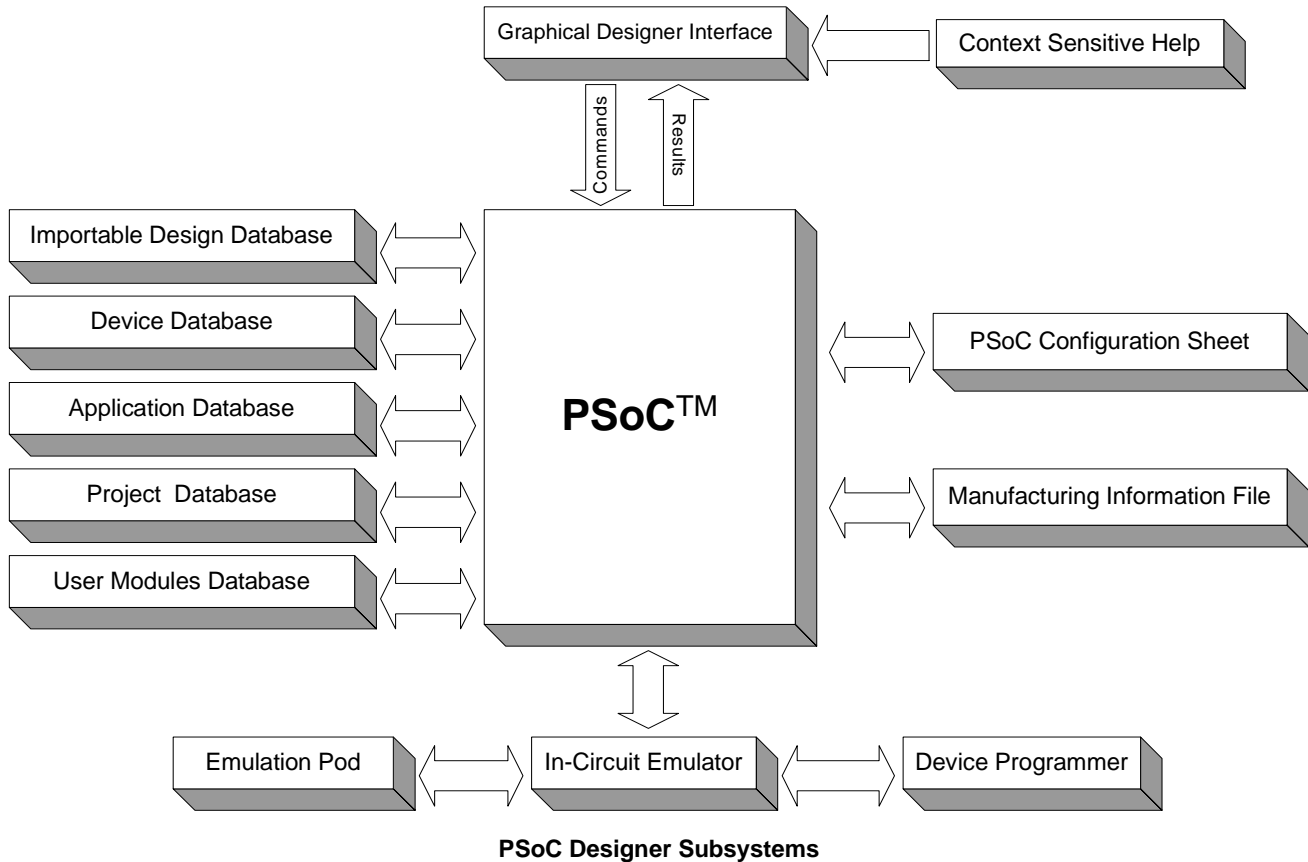 Graphical Designer Interface
Context Sensitive Help
Commands
Results
Importable Design Database
Device Database
Application Database
Project Database
User Modules Database
PSoC™
PSoC Configuration Sheet
Manufacturing Information File
Emulation Pod
In-Circuit Emulator
Device Programmer
PSoC Designer Subsystems